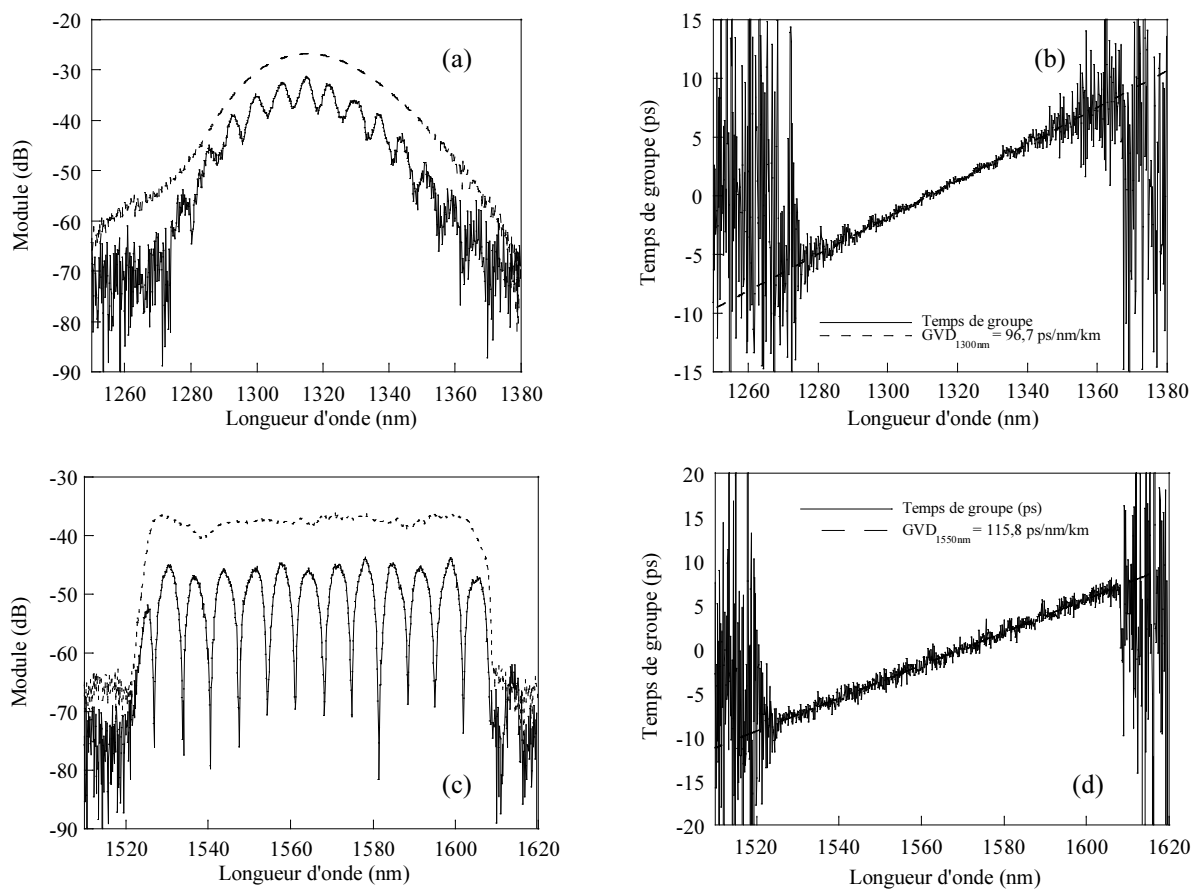 (a)
-20
-30
-40
-50
-60
-70
-80
-90
Module (dB)
1260 1280 1300 1320 1340 1360 1380
Longueur d'onde (nm)
(b)
15
10
5
0
-5
-10
-15
Temps de groupe (ps)
Temps de groupe
GVD1300nm = 96,7 ps/nm/km
1260 1280 1300 1320 1340 1360 1380
Longueur d'onde (nm)
-30
-40
-50
-60
-70
-80
-90
Module (dB)
(c)
1520 1540 1560 1580 1600 1620
Longueur d'onde (nm)
20
15
10
5
0
-5
-10
-15
-20
Temps de groupe (ps)
Temps de groupe (ps)
GVD1550nm = 115,8 ps/nm/km
(d)
1520 1540 1560 1580 1600 1620
Longueur d'onde (nm)